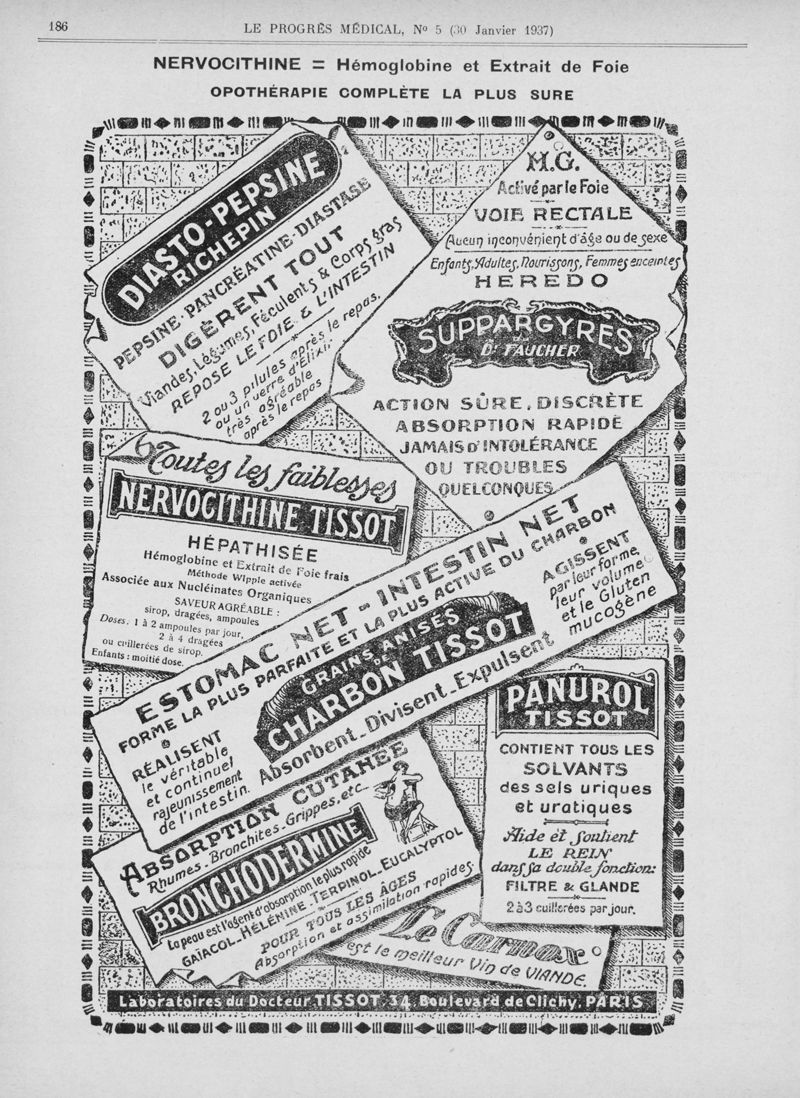 186
LE PROGRÈS MÉDICAL, No 5 (30 Janvier 1937)
NERVOCITHINE = Hémoglobine et Extrait de Foie
OPOTHÉRAPIE COMPLÈTE LA PLUS SURE
DIASTO-PEPSINE
RICHEPIN
PEPSINE-PANCRÉATINE-DIASTASE
DIGÈRENT TOUT
Viandes, Légumes, Féculents & Corps gras
REPOSE LE FOIE & L'INTESTIN
2 ou 3 pilules après le repas.
ou un verre d'Elixir
très agréable
après le repas
H.G.
Activé par le Foie
VOIE RECTALE
Aucun inconvénient d'âge ou de sexe
Enfants, Adultes, Nourissons, Femmes enceintes
HEREDO
SUPPARGYRES
du
Dr FAUCHER
ACTION SÛRE, DISCRÈTE
ABSORPTION RAPIDE
JAMAIS D'INTOLÉRANCE
OU TROUBLES
QUELCONQUES
Toutes les faiblesses
NERVOCITHINE TISSOT
HÉPATHISÉE
Hémoglobine et Extrait de Foie frais
Méthode Wipple activée
Associée aux Nucléinates Organiques
SAVEUR AGRÉABLE :
sirop, dragées, ampoules
Doses. 1 à 2 ampoules par jour,
2 à 4 dragées
ou cuillerées de sirop.
Enfants : moitié dose.
ESTOMAC NET - INTESTIN NET
FORME LA PLUS PARFAITE ET LA PLUS ACTIVE DU CHARBON
GRAINS ANISÉS
DE
CHARBON TISSOT
Absorbent_Divisent_Expulsent
RÉALISENT
le véritable
et continuel
rajeunissement
de l'intestin.
AGISSENT
par leur forme,
leur volume
et le Gluten
mucogène
PANUROL
TISSOT
CONTIENT TOUS LES
SOLVANTS
des sels uriques
et uratiques
Aide et soutient
LE REIN
dans sa double fonction:
FILTRE & GLANDE
2 à 3 cuillerées par jour.
ABSORPTION CUTANÉE
Rhumes_Bronchites_Grippes, etc_
BRONCHODERMINE
La peau est l'agent d'absorption le plus rapide
GAÏACOL-HÉLÉNINE-TERPINOL-EUCALYPTOL
POUR TOUS LES ÂGES
Absorption et assimilation rapides.
Le Carnox
est le meilleur Vin de VIANDE.
Laboratoires du Docteur TISSOT. 34, Boulevard de Clichy, PARIS